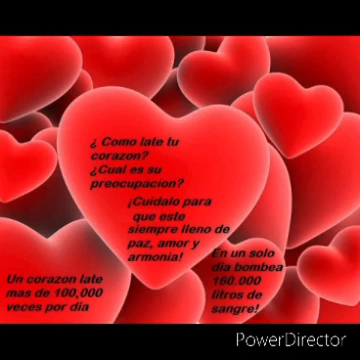 ¿ Como late tu
corazon?
¿Cual es su
preocupacion?
¡Cuidalo para
que este
siempre lleno de
paz, amor y
armonia!
Un corazon late
mas de 100,000
veces por dia
En un solo
dia bombea
160.000
litros de
sangre!
PowerDirector